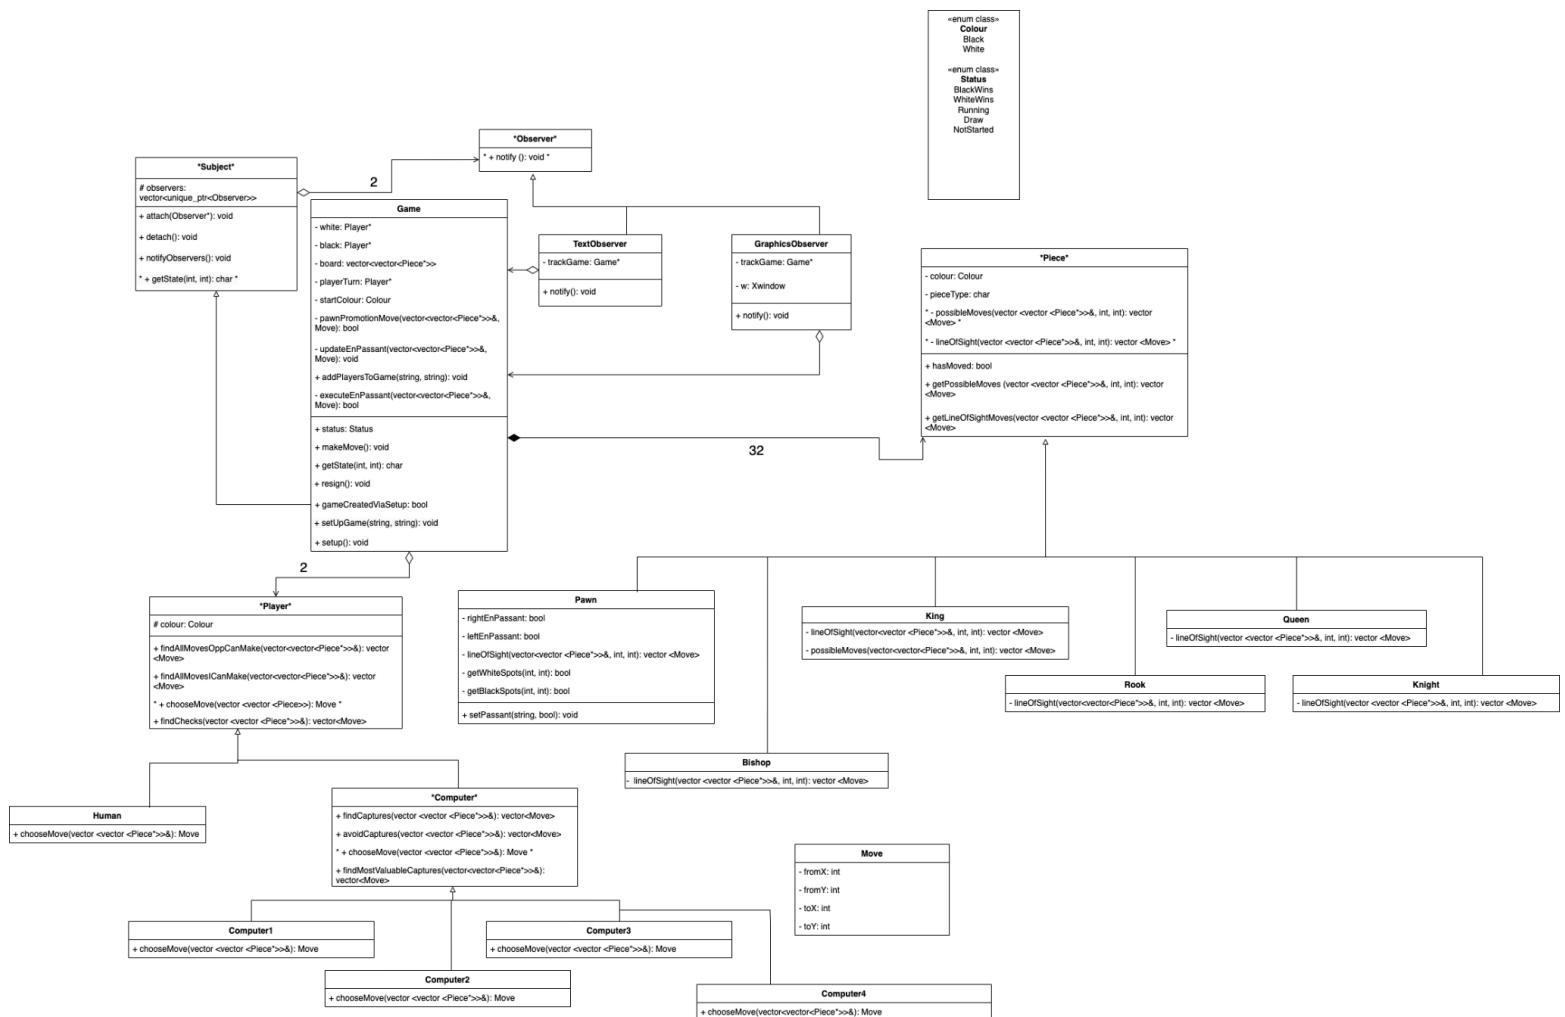 «enum class»
Colour
Black
White
«enum class»
Status
BlackWins
WhiteWins
Running
Draw
NotStarted
*Observer*
* + notify (): void *
*Subject*
# observers:
vector<unique_ptr<Observer>>
+ attach(Observer*): void
+ detach(): void
+ notifyObservers(): void
* + getState(int, int): char *
2
Game
- white: Player*
- black: Player*
- board: vector<vector<Piece*>>
- playerTurn: Player*
- startColour: Colour
- pawnPromotionMove(vector<vector<Piece*>>&,
Move): bool
- updateEnPassant(vector<vector<Piece*>>&,
Move): void
+ addPlayersToGame(string, string): void
- executeEnPassant(vector<vector<Piece*>>&,
Move): bool
+ status: Status
+ makeMove(): void
+ getState(int, int): char
+ resign(): void
+ gameCreatedViaSetup: bool
+ setUpGame(string, string): void
+ setup(): void
TextObserver
- trackGame: Game*
+ notify(): void
GraphicsObserver
- trackGame: Game*
- w: Xwindow
+ notify(): void
*Piece*
- colour: Colour
- pieceType: char
* - possibleMoves(vector <vector <Piece*>>&, int, int): vector
<Move> *
* - lineOfSight(vector <vector <Piece*>>&, int, int): vector <Move> *
+ hasMoved: bool
+ getPossibleMoves (vector <vector <Piece*>>&, int, int): vector
<Move>
+ getLineOfSightMoves(vector <vector <Piece*>>&, int, int): vector
<Move>
32
2
*Player*
# colour: Colour
+ findAllMovesOppCanMake(vector<vector<Piece*>>&): vector
<Move>
+ findAllMovesICanMake(vector<vector<Piece*>>&): vector
<Move>
* + chooseMove(vector <vector <Piece>>): Move *
+ findChecks(vector <vector <Piece*>>&): vector<Move>
Pawn
- rightEnPassant: bool
- leftEnPassant: bool
- lineOfSight(vector <vector <Piece*>>&, int, int): vector <Move>
- getWhiteSpots(int, int): bool
- getBlackSpots(int, int): bool
+ setPassant(string, bool): void
King
- lineOfSight(vector<vector <Piece*>>&, int, int): vector <Move>
- possibleMoves(vector<vector <Piece*>>&, int, int): vector <Move>
Queen
- lineOfSight(vector <vector <Piece*>>&, int, int): vector <Move>
Rook
- lineOfSight(vector<vector<Piece*>>&, int, int): vector <Move>
Knight
- lineOfSight(vector <vector <Piece*>>&, int, int): vector <Move>
Bishop
- lineOfSight(vector <vector <Piece*>>&, int, int): vector <Move>
Human
+ chooseMove(vector <vector <Piece*>>&): Move
*Computer*
+ findCaptures(vector <vector <Piece*>>&): vector<Move>
+ avoidCaptures(vector <vector <Piece*>>&): vector<Move>
* + chooseMove(vector <vector <Piece*>>&): Move *
+ findMostValuableCaptures(vector<vector<Piece*>>&):
vector<Move>
Move
- fromX: int
- fromY: int
- toX: int
- toY: int
Computer1
+ chooseMove(vector <vector <Piece*>>&): Move
Computer3
+ chooseMove(vector <vector <Piece*>>&): Move
Computer2
+ chooseMove(vector <vector <Piece*>>&): Move
Computer4
+ chooseMove(vector<vector<Piece*>>&): Move